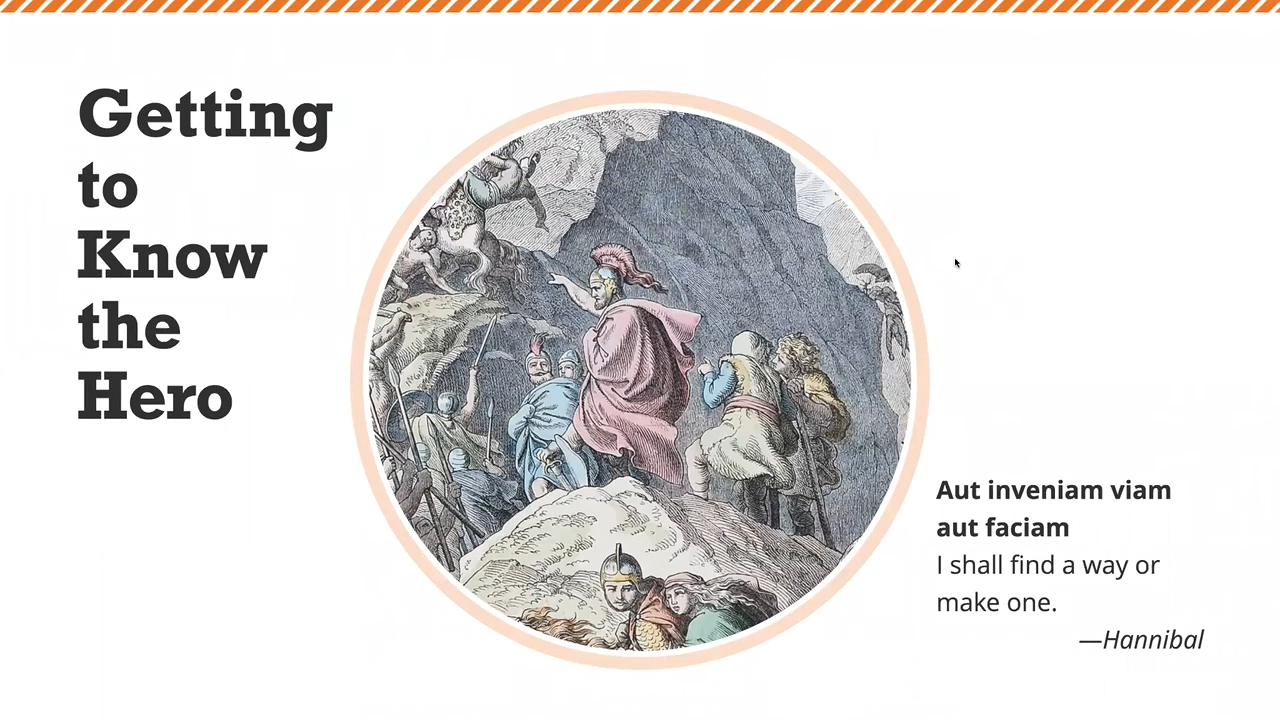 Getting
to
Know
the
Hero
Aut inveniam viam
aut faciam
I shall find a way or
make one.
—Hannibal